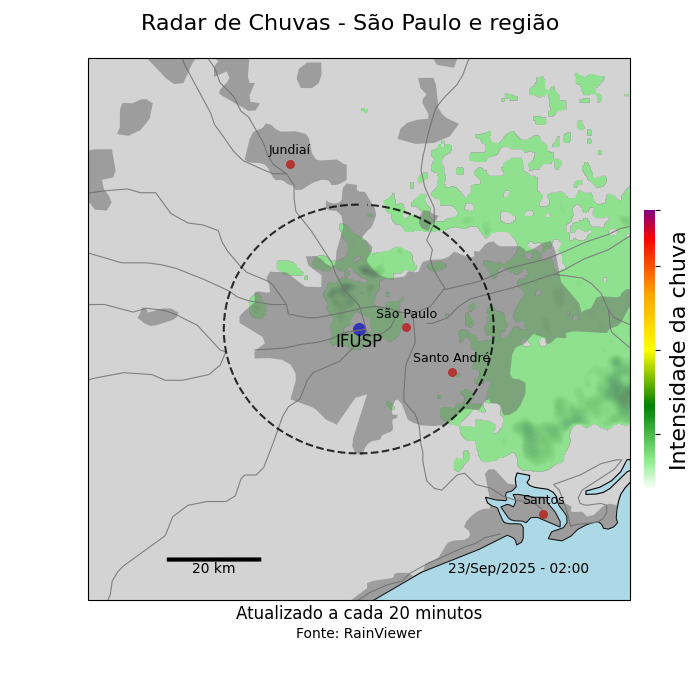 Radar de Chuvas - São Paulo e região
Jundiaí
São Paulo
IFUSP
Santo André
Santos
20 km
23/Sep/2025 - 02:00
Intensidade da chuva
Atualizado a cada 20 minutos
Fonte: RainViewer